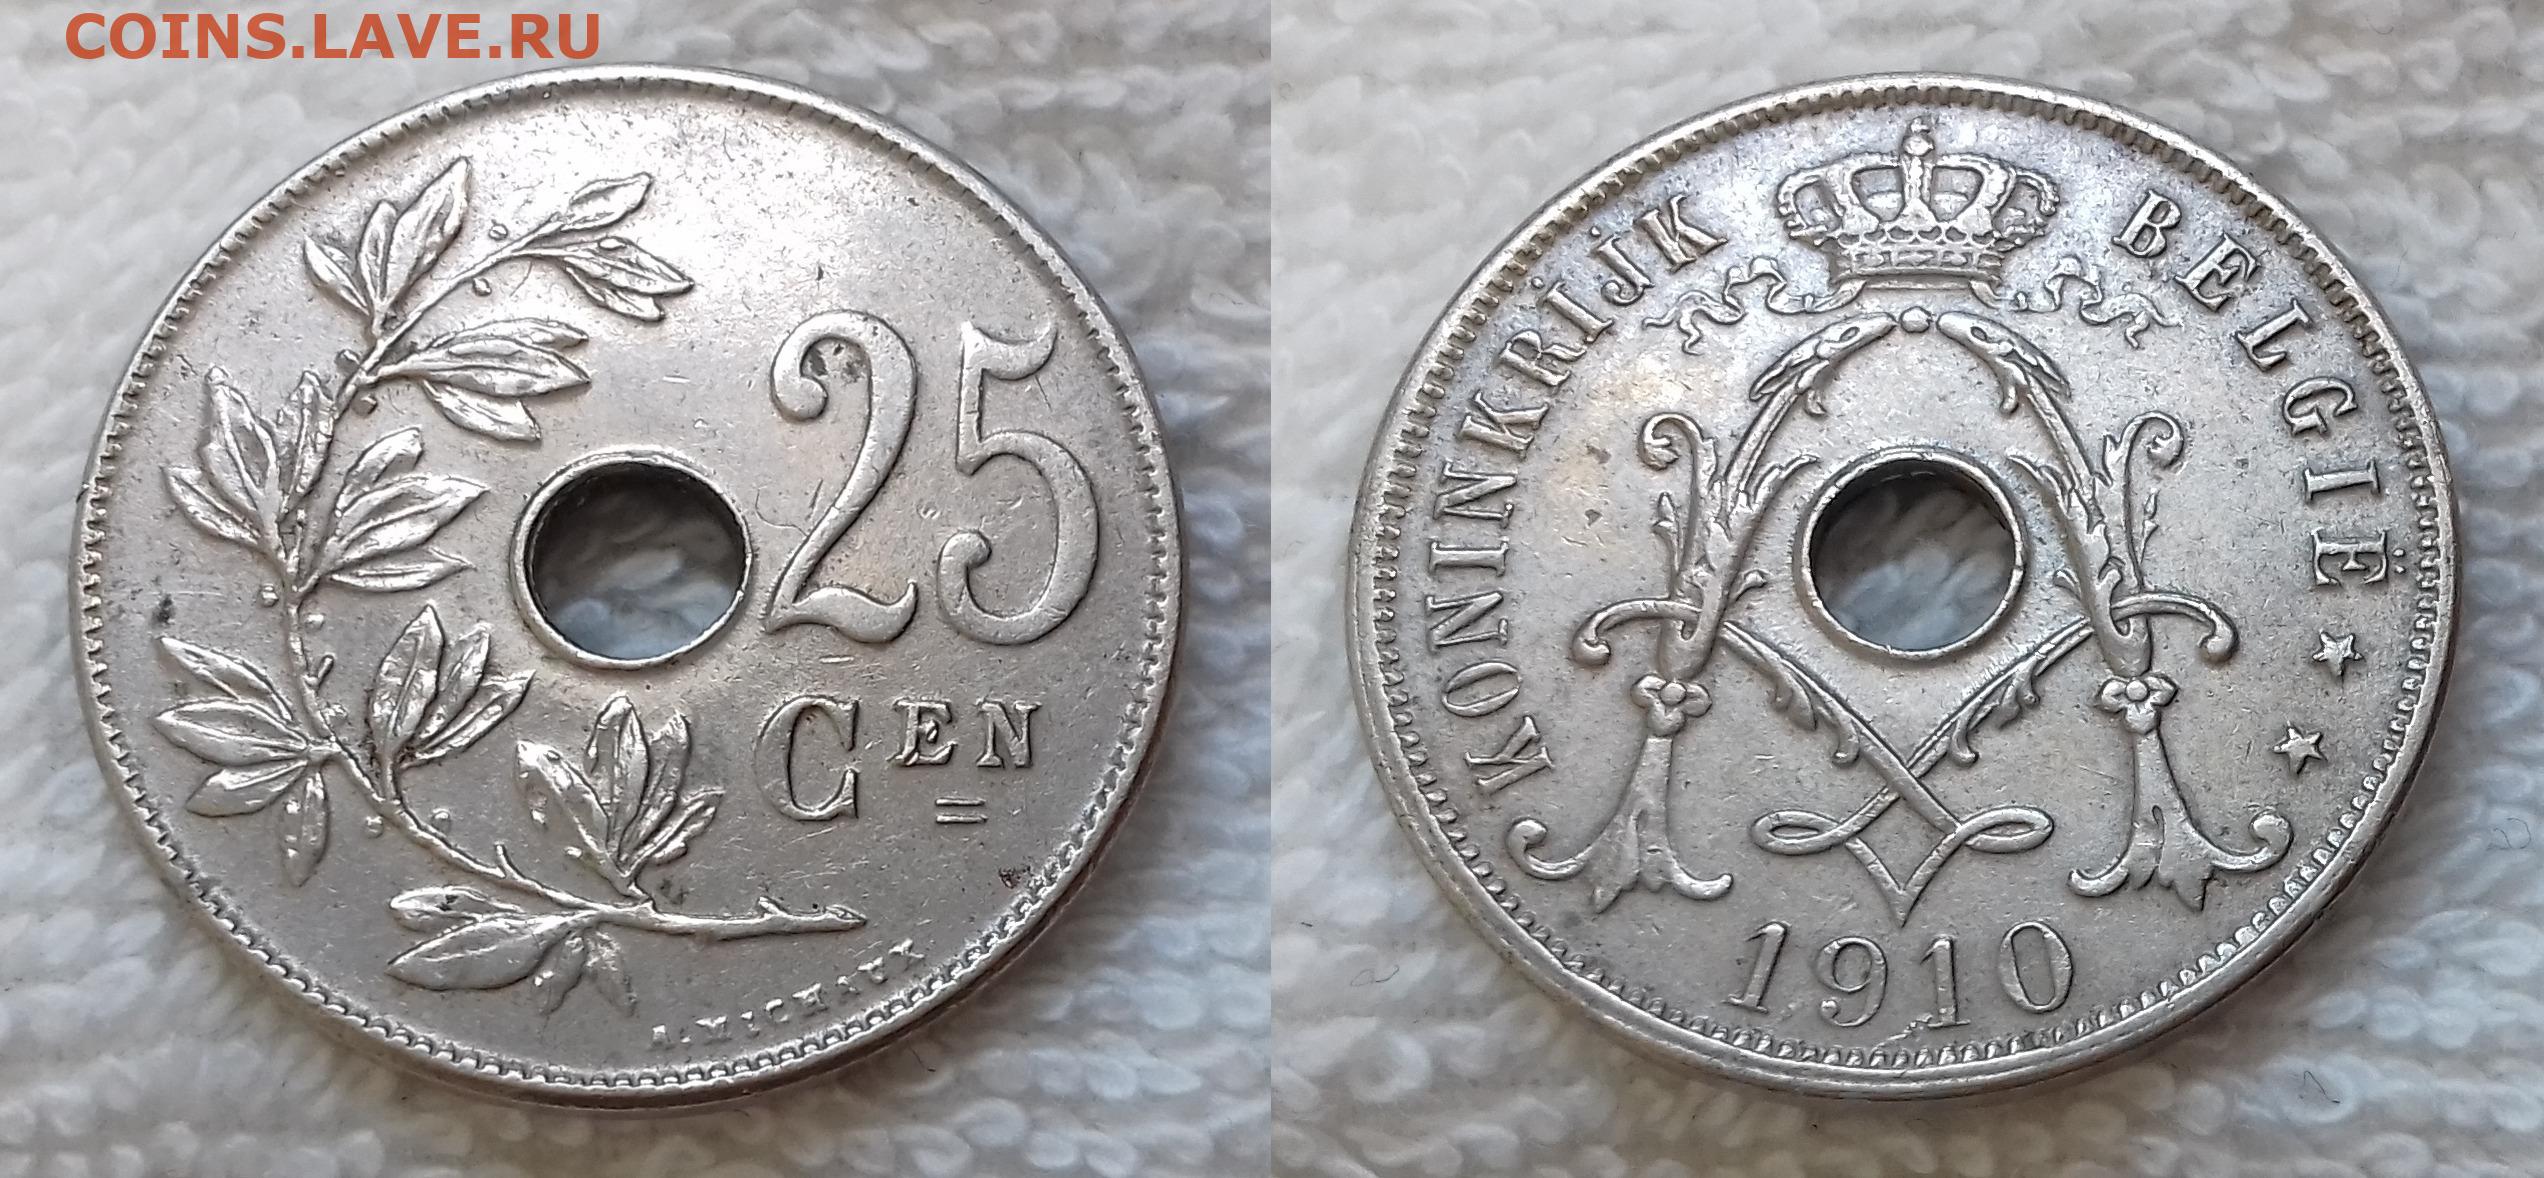 COINS.LAVE.RU
25
CEN
=
A. MICHAUX
KONINKRIJK BELGIË
1910